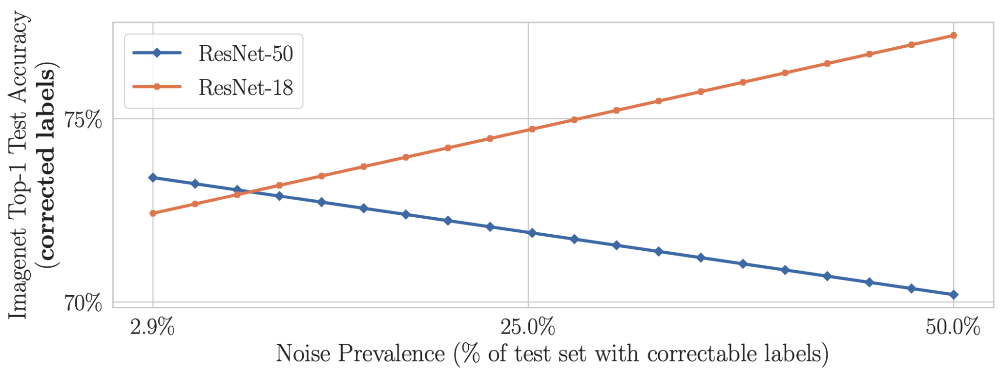 Imagenet Top-1 Test Accuracy
(corrected labels)
ResNet-50
ResNet-18
75%
70%
2.9%
25.0%
50.0%
Noise Prevalence (% of test set with correctable labels)